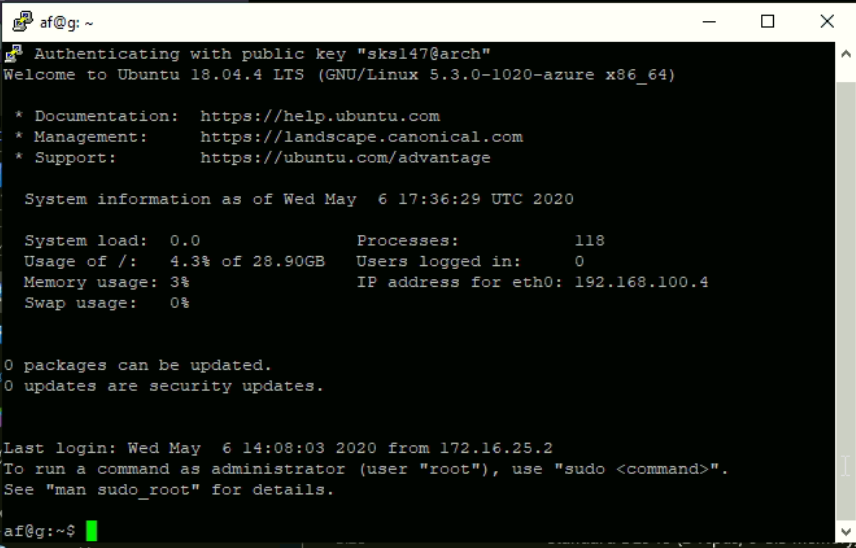 af@g: ~
Authenticating with public key "sks147@arch"
Welcome to Ubuntu 18.04.4 LTS (GNU/Linux 5.3.0-1020-azure x86_64)
* Documentation:  https://help.ubuntu.com
* Management:     https://landscape.canonical.com
* Support:        https://ubuntu.com/advantage
System information as of Wed May  6 17:36:29 UTC 2020
System load:  0.0                Processes:           118
Usage of /:   4.3% of 28.90GB   Users logged in:     0
Memory usage: 3%                 IP address for eth0: 192.168.100.4
Swap usage:   0%
0 packages can be updated.
0 updates are security updates.
Last login: Wed May  6 14:08:03 2020 from 172.16.25.2
To run a command as administrator (user "root"), use "sudo <command>".
See "man sudo_root" for details.
af@g:~$